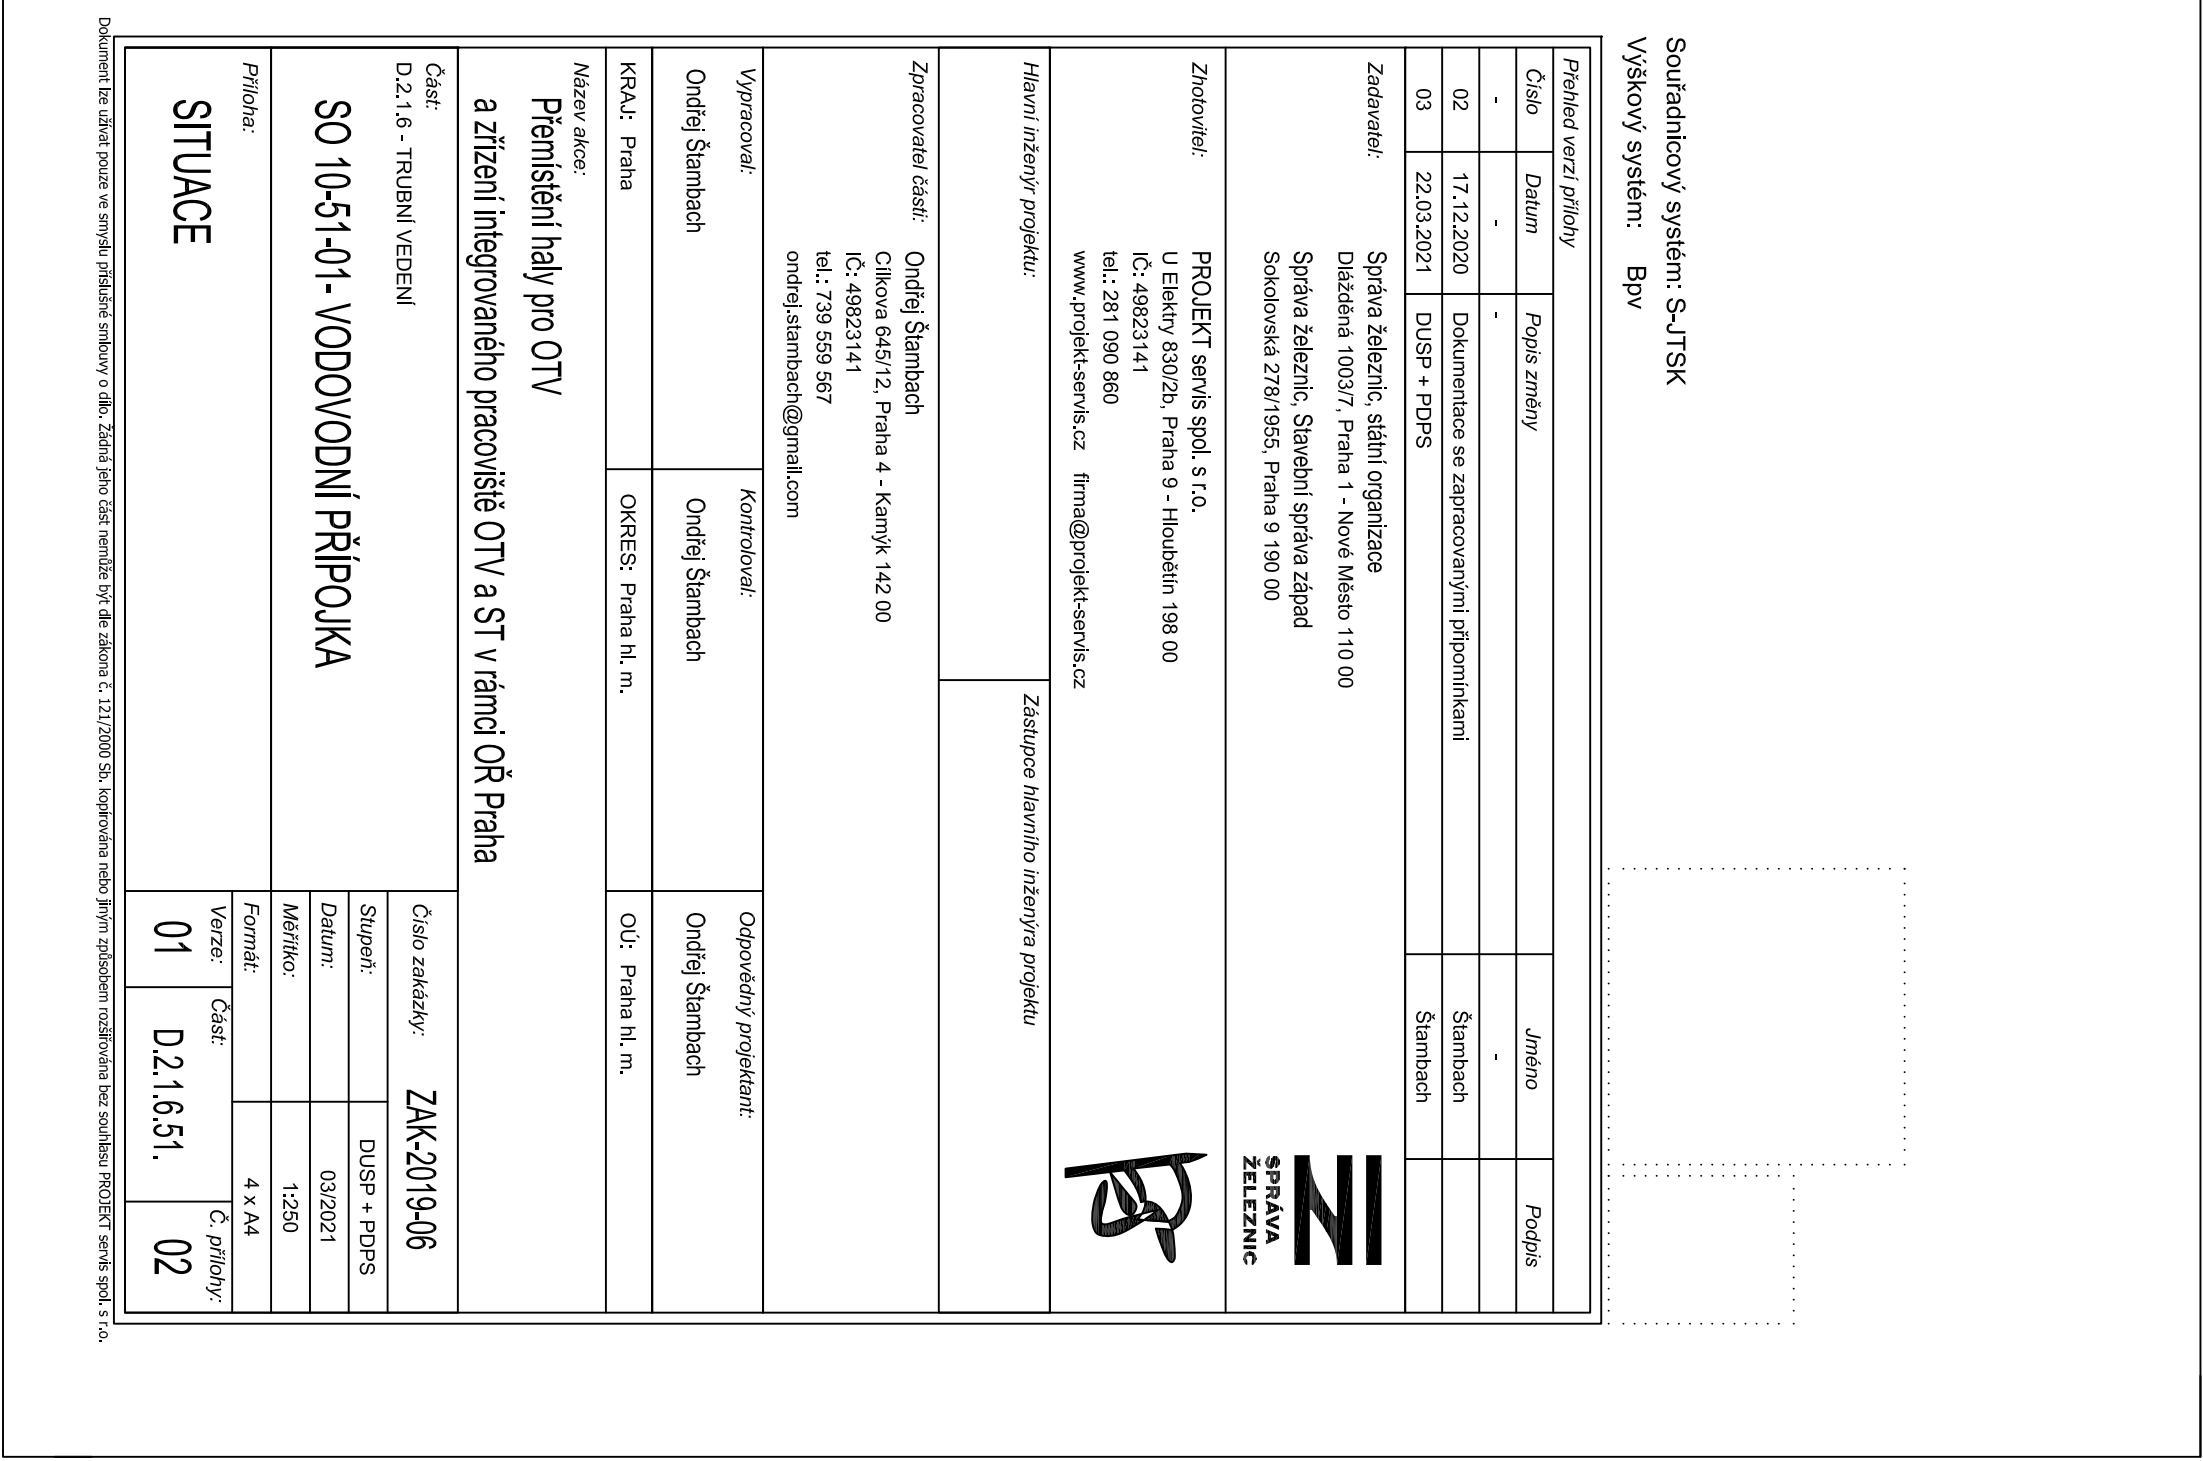 Souřadnicový systém: S-JTSK
Výškový systém: Bpv
Přehled verzí přílohy
Číslo Datum Popis změny Jméno Podpis
- - - -
02 17.12.2020 Dokumentace se zapracovanými připomínkami Štambach
03 22.03.2021 DUSP + PDPS Štambach
Zadavatel:
Správa železnic, státní organizace
Dlážděná 1003/7, Praha 1 - Nové Město 110 00
Správa železnic, Stavební správa západ
Sokolovská 278/1955, Praha 9 190 00
SPRÁVA
ŽELEZNIC
Zhotovitel:
PROJEKT servis spol. s r.o.
U Elektry 830/2b, Praha 9 - Hloubětín 198 00
IČ: 49823141
tel.: 281 090 860
www.projekt-servis.cz firma@projekt-servis.cz
Hlavní inženýr projektu: Zástupce hlavního inženýra projektu
Zpracovatel části:
Ondřej Štambach
Cílkova 645/12, Praha 4 - Kamýk 142 00
IČ: 49823141
tel.: 739 559 567
ondrej.stambach@gmail.com
Vypracoval: Kontroloval: Odpovědný projektant:
Ondřej Štambach Ondřej Štambach Ondřej Štambach
KRAJ: Praha OKRES: Praha hl. m. OÚ: Praha hl. m.
Název akce:
Přemístění haly pro OTV
a zřízení integrovaného pracoviště OTV a ST v rámci OŘ Praha
Část:
D.2.1.6 - TRUBNÍ VEDENÍ
SO 10-51-01- VODOVODNÍ PŘÍPOJKA
Číslo zakázky: ZAK-2019-06
Stupeň: DUSP + PDPS
Datum: 03/2021
Měřítko: 1:250
Formát: 4 x A4
Příloha:
SITUACE
Verze: Část: Č. přílohy:
01 D.2.1.6.51. 02
Dokument lze užívat pouze ve smyslu příslušné smlouvy o dílo. Žádná jeho část nemůže být dle zákona č. 121/2000 Sb. kopírována nebo jiným způsobem rozšiřována bez souhlasu PROJEKT servis spol. s r.o.